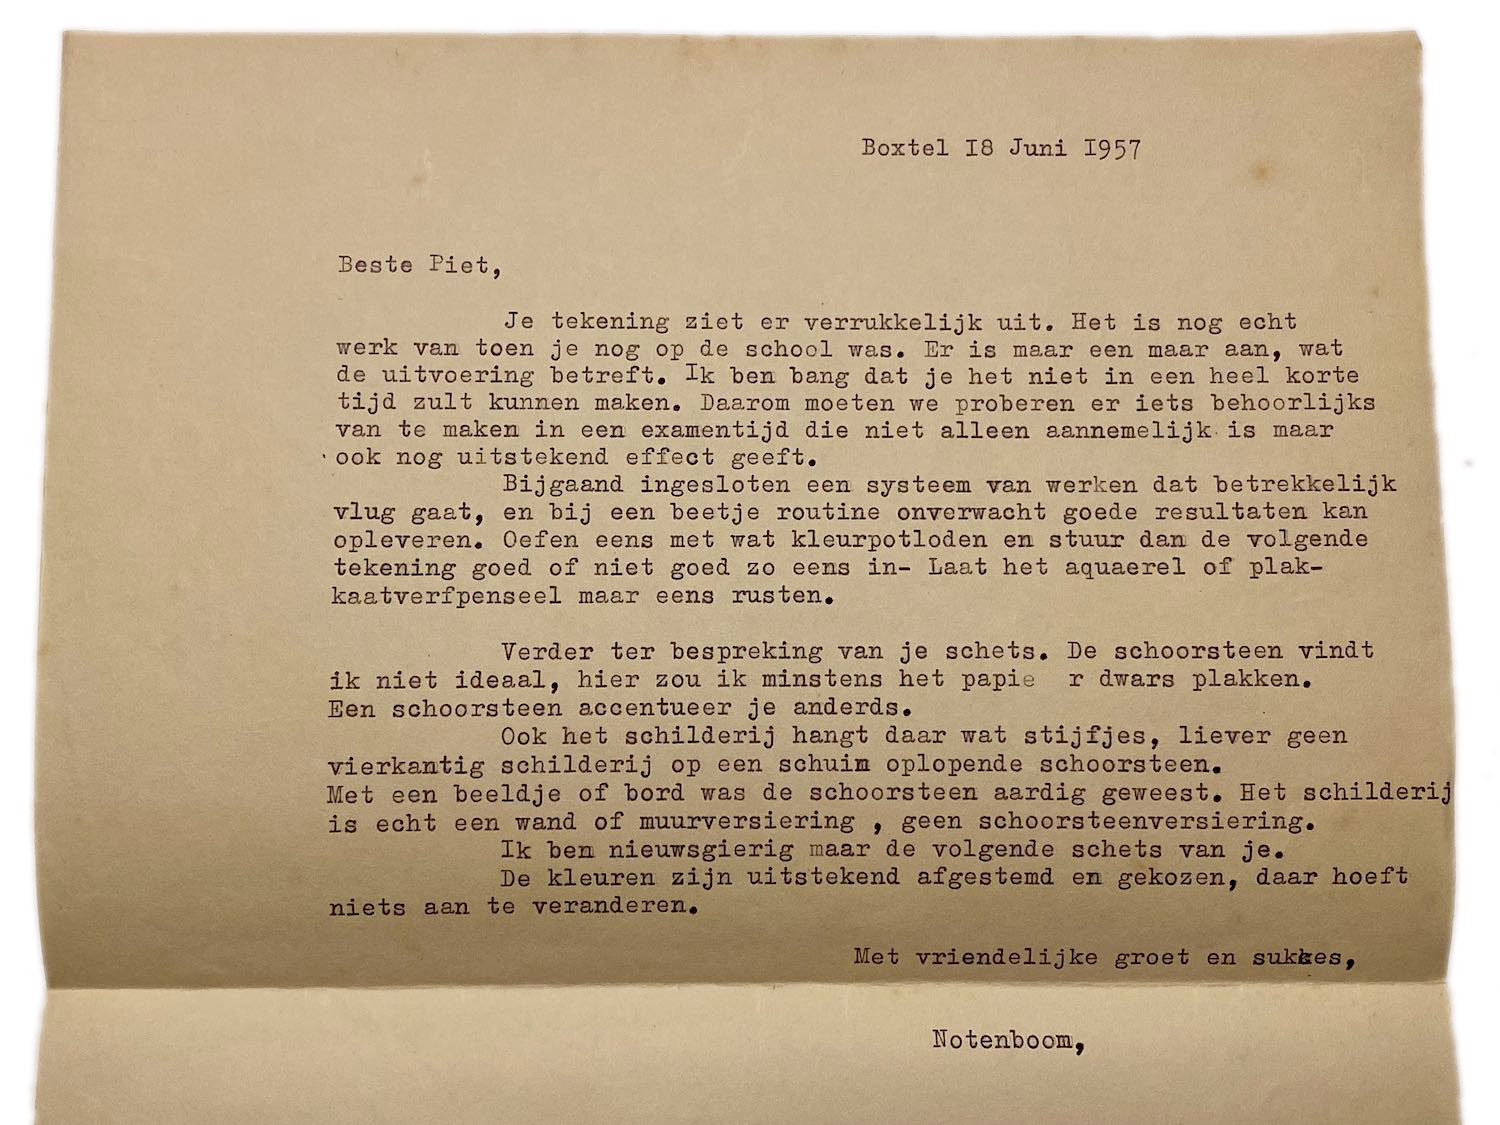 Boxtel I8 Juni I957
Beste Piet,
Je tekening ziet er verrukkelijk uit. Het is nog echt
werk van toen je nog op de school was. Er is maar een maar aan, wat
de uitvoering betreft. Ik ben bang dat je het niet in een heel korte
tijd zult kunnen maken. Daarom moeten we proberen er iets behoorlijks
van te maken in een examentijd die niet alleen aannemelijk is maar
ook nog uitstekend effect geeft.
Bijgaand ingesloten een systeem van werken dat betrekkelijk
vlug gaat, en bij een beetje routine onverwacht goede resultaten kan
opleveren. Oefen eens met wat kleurpotloden en stuur dan de volgende
tekening goed of niet goed zo eens in- Laat het aquaerel of plak-
kaatverfpenseel maar eens rusten.
Verder ter bespreking van je schets. De schoorsteen vindt
ik niet ideaal, hier zou ik minstens het papie  r dwars plakken.
Een schoorsteen accentueer je anderds.
Ook het schilderij hangt daar wat stijfjes, liever geen
vierkantig schilderij op een schuin oplopende schoorsteen.
Met een beeldje of bord was de schoorsteen aardig geweest. Het schilderij
is echt een wand of muurversiering , geen schoorsteenversiering.
Ik ben nieuwsgierig maar de volgende schets van je.
De kleuren zijn uitstekend afgestemd en gekozen, daar hoeft
niets aan te veranderen.
Met vriendelijke groet en sukkes,
Notenboom,